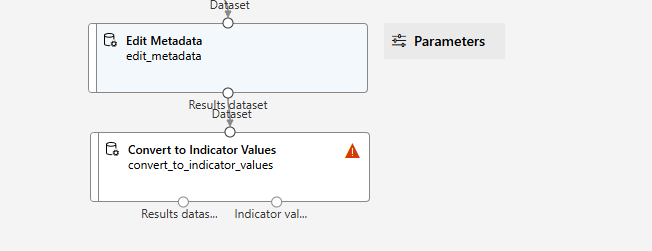 Dataset
Edit Metadata
edit_metadata
Parameters
Results dataset
Dataset
Convert to Indicator Values
convert_to_indicator_values
Results datas...
Indicator val...